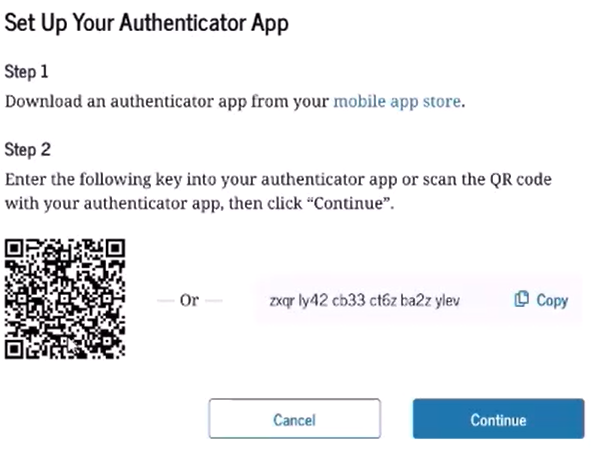 Set Up Your Authenticator App
Step 1
Download an authenticator app from your mobile app store.
Step 2
Enter the following key into your authenticator app or scan the QR code
with your authenticator app, then click “Continue”.
Or
zxqr ly42 cb33 ct6z ba2z ylev
Copy
Cancel
Continue